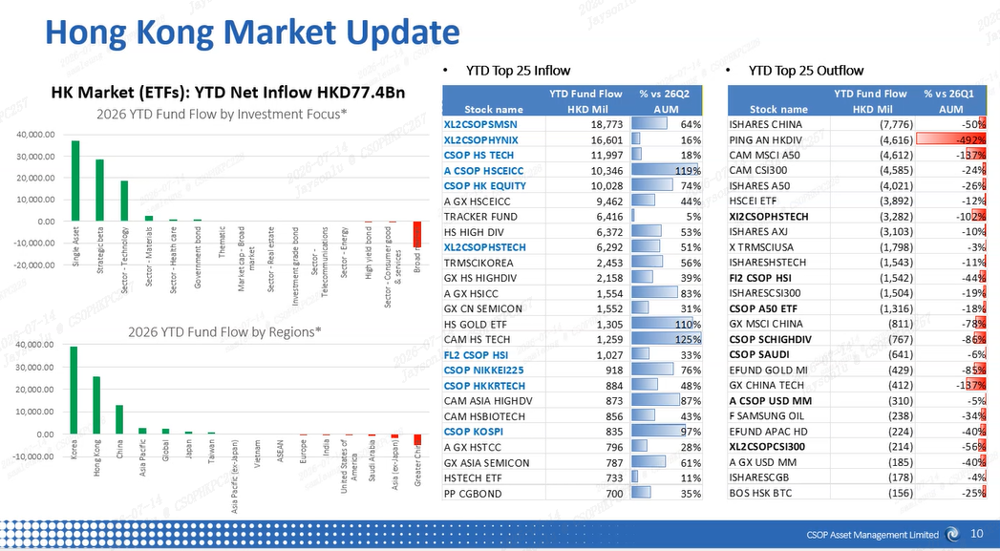 Hong Kong Market Update
HK Market (ETFs): YTD Net Inflow HKD77.4Bn
2026 YTD Fund Flow by Investment Focus*
40,000.00
30,000.00
20,000.00
10,000.00
0.00
-10,000.00
-20,000.00
Single Asset
Strategic beta
Sector - Technology
Sector - Materials
Sector - Health care
Government bond
Thematic
Market cap - Broad market
Sector - Real estate
Investment grade bond
Sector - Telecommunications
Sector - Energy
High yield bond
Sector - Consumer good & services
Broad
2026 YTD Fund Flow by Regions*
40,000.00
30,000.00
20,000.00
10,000.00
0.00
-10,000.00
Korea
Hong Kong
China
Asia Pacific
Global
Japan
Taiwan
Asia Pacific (ex-Japan)
Vietnam
ASEAN
Europe
India
United States of America
Saudi Arabia
Asia (ex-Japan)
Greater
• YTD Top 25 Inflow
Stock name YTD Fund Flow HKD Mil % vs 26Q2 AUM
XL2CSOPSMSN 18,773 64%
XL2CSOPHYNIX 16,601 16%
CSOP HS TECH 11,997 18%
A CSOP HSCEICC 10,346 119%
CSOP HK EQUITY 10,028 74%
A GX HSCEICC 9,462 44%
TRACKER FUND 6,416 5%
HS HIGH DIV 6,372 53%
XL2CSOPHSTECH 6,292 51%
TRMSCIKOREA 2,453 56%
GX HS HIGHDIV 2,158 39%
A GX HSICC 1,554 83%
GX CN SEMICON 1,552 31%
HS GOLD ETF 1,305 110%
CAM HS TECH 1,259 125%
FL2 CSOP HSI 1,027 33%
CSOP NIKKEI225 918 76%
CSOP HKKRTECH 884 48%
CAM ASIA HIGHDV 873 87%
CAM HSBIOTECH 856 43%
CSOP KOSPI 835 97%
A GX HSTCC 796 28%
GX ASIA SEMICON 787 61%
HSTECH ETF 733 11%
PP CGBOND 700 35%
• YTD Top 25 Outflow
Stock name YTD Fund Flow HKD Mil % vs 26Q1 AUM
ISHARES CHINA (7,776) -50%
PING AN HKDIV (4,616) -492%
CAM MSCI A50 (4,612) -137%
CAM CSI300 (4,585) -24%
ISHARES A50 (4,021) -26%
HSCEI ETF (3,892) -12%
XI2CSOPHSTECH (3,282) -102%
ISHARES AXJ (3,103) -10%
X TRMSCIUSA (1,798) -3%
ISHARESHSTECH (1,543) -11%
FI2 CSOP HSI (1,542) -44%
ISHARESCSI300 (1,504) -19%
CSOP A50 ETF (1,316) -18%
GX MSCI CHINA (811) -78%
CSOP SCHIGHDIV (767) -86%
CSOP SAUDI (641) -6%
EFUND GOLD MI (429) -85%
GX CHINA TECH (412) -137%
A CSOP USD MM (310) -5%
F SAMSUNG OIL (238) -34%
EFUND APAC HD (224) -40%
XL2CSOPCSI300 (214) -56%
A GX USD MM (185) -40%
ISHARESCGB (178) -4%
BOS HSK BTC (156) -25%
CSOP Asset Management Limited 10